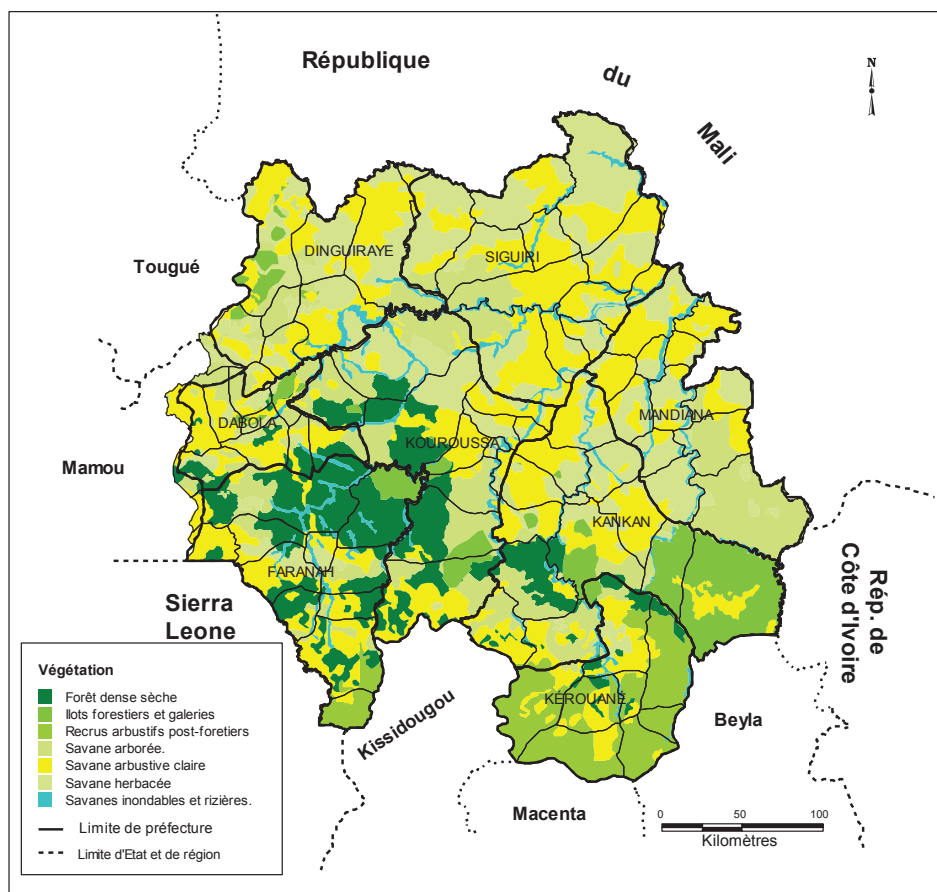 République
du
Mali
N
Tougué
DINGUIRAYE
SIGUIRI
DABOLA
KOUROUSSA
MANDIANA
Mamou
KANKAN
FARANAH
Sierra
Leone
Rép. de
Côte d'Ivoire
KEROUANÉ
Beyla
Kissidougou
Macenta
0 50 100
Kilomètres
Végétation
Forêt dense sèche
Ilots forestiers et galeries
Recrus arbustifs post-foretiers
Savane arborée.
Savane arbustive claire
Savane herbacée
Savanes inondables et rizières.
Limite de préfecture
Limite d'Etat et de région